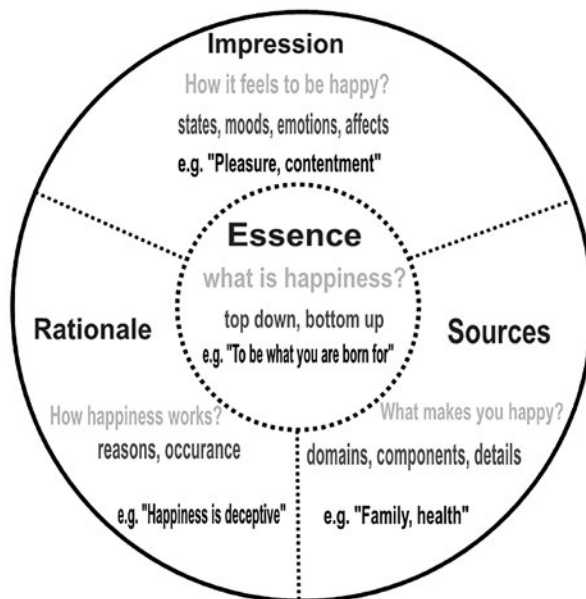 Impression
How it feels to be happy?
states, moods, emotions, affects
e.g. "Pleasure, contentment"
Essence
what is happiness?
top down, bottom up
e.g. "To be what you are born for"
Rationale
How happiness works?
reasons, occurance
e.g. "Happiness is deceptive"
Sources
What makes you happy?
domains, components, details
e.g. "Family, health"